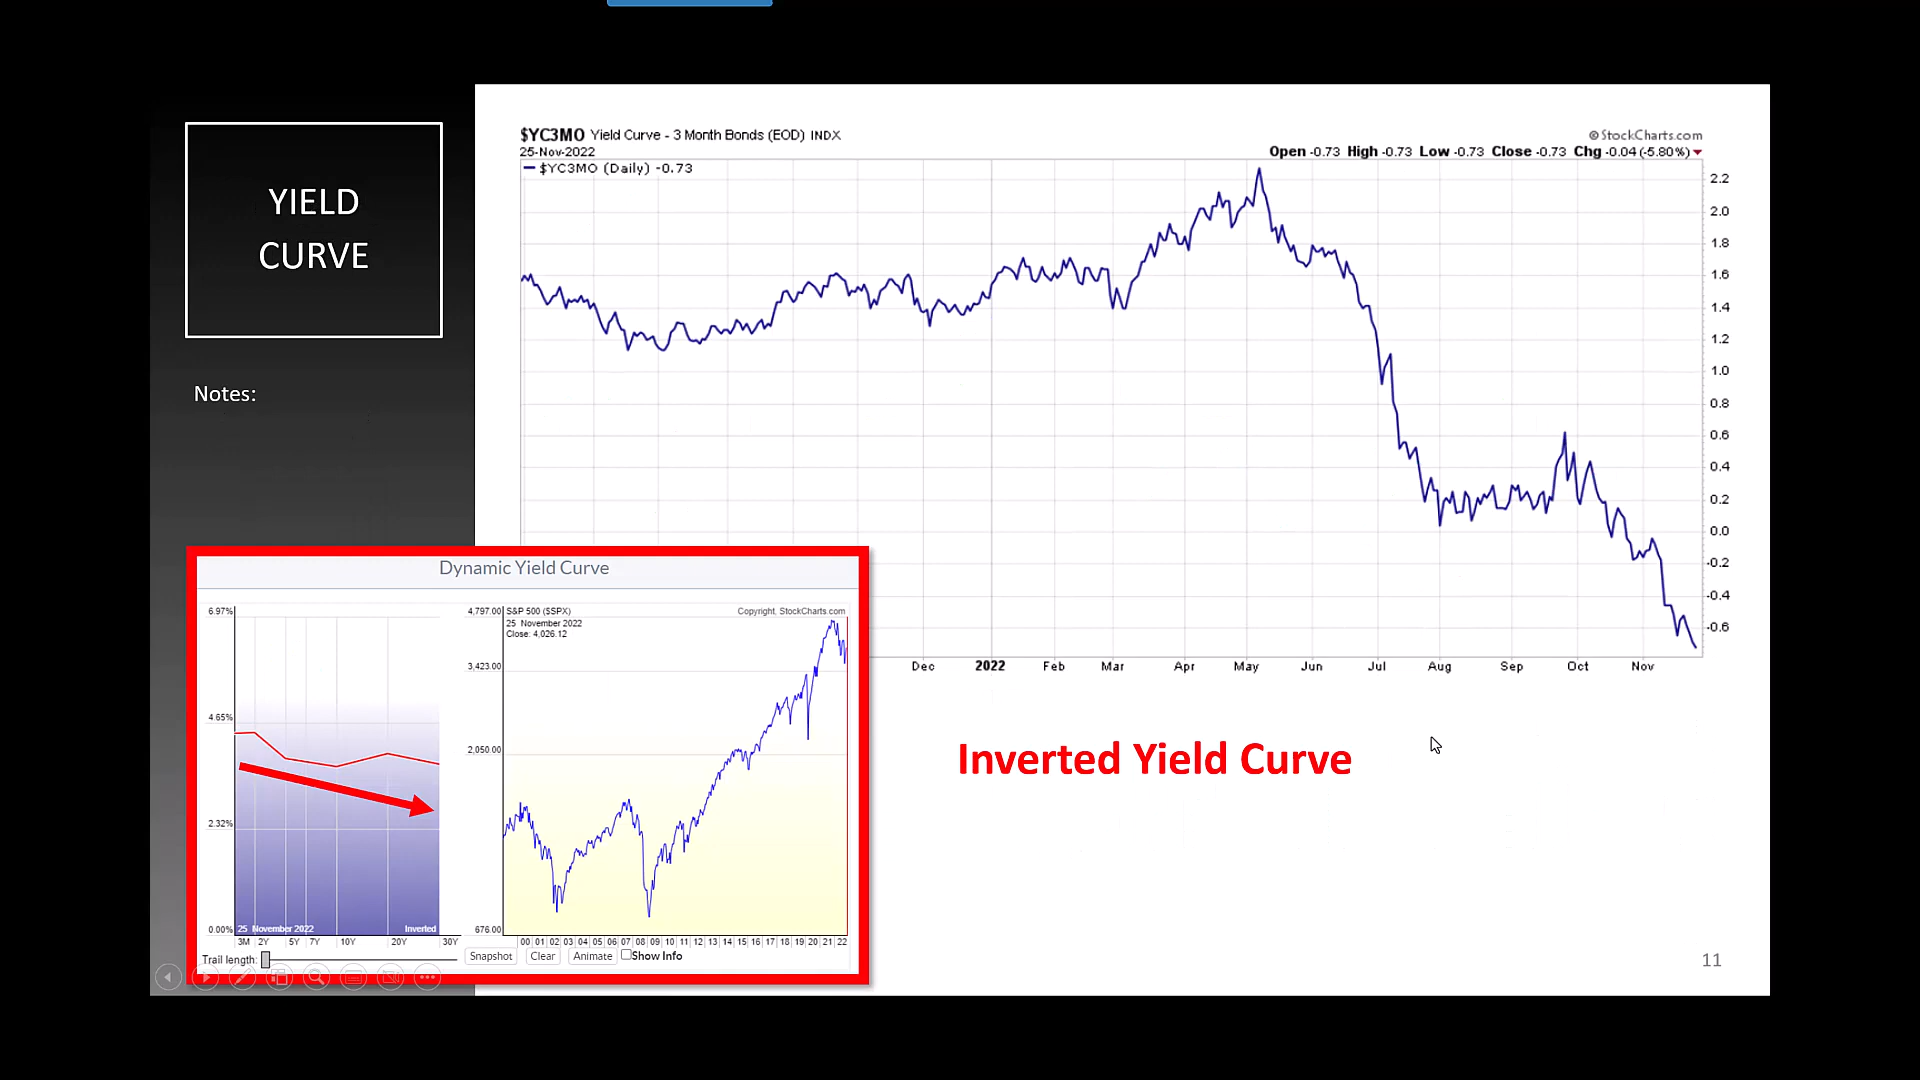 YIELD
CURVE
Notes:
$YC3MO Yield Curve - 3 Month Bonds (EOD) INDX
© StockCharts.com
25-Nov-2022
Open -0.73 High -0.73 Low -0.73 Close -0.73 Chg -0.04 (-5.80%)
$YC3MO (Daily) -0.73
2.2
2.0
1.8
1.6
1.4
1.2
1.0
0.8
0.6
0.4
0.2
0.0
-0.2
-0.4
-0.6
Dec 2022 Feb Mar Apr May Jun Jul Aug Sep Oct Nov
Dynamic Yield Curve
6.97%
4.65%
2.32%
0.00%
25 November 2022 Inverted
3M 2Y 5Y 7Y 10Y 20Y 30Y
Trail length:
4,797.00 S&P 500 ($SPX) Copyright, StockCharts.com
25 November 2022
Close: 4,026.12
3,423.00
2,050.00
676.00
00 01 02 03 04 05 06 07 08 09 10 11 12 13 14 15 16 17 18 19 20 21 22
Snapshot Clear Animate Show Info
Inverted Yield Curve
11